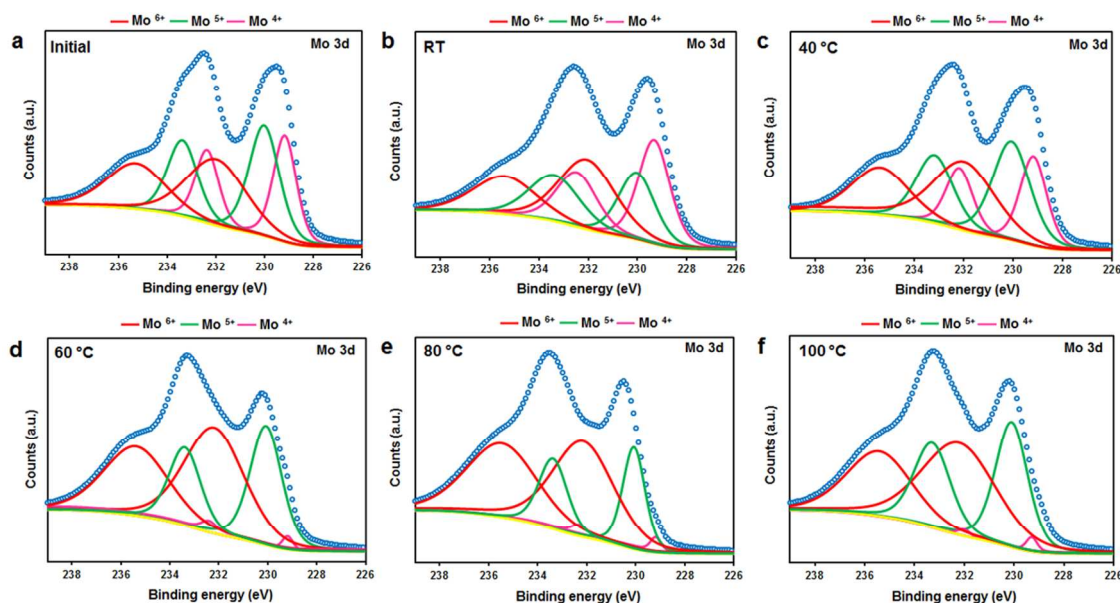 Mo 6+ Mo 5+ Mo 4+
a Initial Mo 3d
Counts (a.u.)
238 236 234 232 230 228 226
Binding energy (eV)
Mo 6+ Mo 5+ Mo 4+
b RT Mo 3d
Counts (a.u.)
238 236 234 232 230 228 226
Binding energy (eV)
Mo 6+ Mo 5+ Mo 4+
c 40 °C Mo 3d
Counts (a.u.)
238 236 234 232 230 228 226
Binding energy (eV)
Mo 6+ Mo 5+ Mo 4+
d 60 °C Mo 3d
Counts (a.u.)
238 236 234 232 230 228 226
Binding energy (eV)
Mo 6+ Mo 5+ Mo 4+
e 80 °C Mo 3d
Counts (a.u.)
238 236 234 232 230 228 226
Binding energy (eV)
Mo 6+ Mo 5+ Mo 4+
f 100 °C Mo 3d
Counts (a.u.)
238 236 234 232 230 228 226
Binding energy (eV)